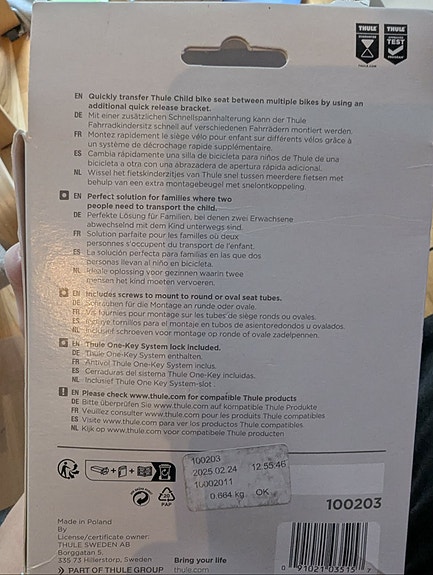 THULE
GUARANTEE
THULE.COM
THULE
TEST
PROGRAM
EN Quickly transfer Thule Child bike seat between multiple bikes by using an
additional quick release bracket.
DE Mit einer zusätzlichen Schnellspannhalterung kann der Thule
Fahrradkindersitz schnell auf verschiedenen Fahrrädern montiert werden.
FR Montez rapidement le siège vélo pour enfant sur différents vélos grâce à
un système de décrochage rapide supplémentaire.
ES Cambia rápidamente una silla de bicicleta para niños de Thule de una
bicicleta a otra con una abrazadera de apertura rápida adicional.
NL Wissel het fietskinderzitjes van Thule snel tussen meerdere fietsen met
behulp van een extra montagebeugel met snelontkoppeling.
EN Perfect solution for families where two
people need to transport the child.
DE Perfekte Lösung für Familien, bei denen zwei Erwachsene
abwechselnd mit dem Kind unterwegs sind.
FR Solution parfaite pour les familles où deux
personnes s'occupent du transport de l'enfant.
ES La solución perfecta para familias en las que dos
personas llevan al niño en bicicleta.
NL Ideale oplossing voor gezinnen waarin twee
mensen het kind moeten vervoeren.
EN Includes screws to mount to round or oval seat tubes.
DE Schrauben für die Montage an runde oder ovale.
FR Vis fournies pour montage sur les tubes de siège ronds ou ovales.
ES Incluye tornillos para el montaje en tubos de asientoredondos u ovalados.
NL Inclusief schroeven voor montage op ronde of ovale zadelpennen.
EN Thule One-Key System lock included.
DE Thule One-Key System enthalten.
FR Antivol Thule One-Key System inclus.
ES Cerraduras del sistema Thule One-Key incluidas.
NL Inclusief Thule One-Key System-slot.
EN Please check www.thule.com for compatible Thule products
DE Bitte überprüfen Sie www.thule.com auf kompatible Thule Produkte
FR Veuillez consulter www.thule.com pour les produits Thule compatibles
ES Visite www.thule.com para ver los productos Thule compatibles
NL Kijk op www.thule.com voor compatibele Thule producten
100203
2025.02.24 12:55:46
10002011
0.664 kg OK
PAP
100203
Made in Poland
By
License/certificate owner:
THULE SWEDEN AB
Borggatan 5,
335 73 Hillerstorp, Sweden
PART OF THULE GROUP
Bring your life
thule.com
0 91021 03515 7